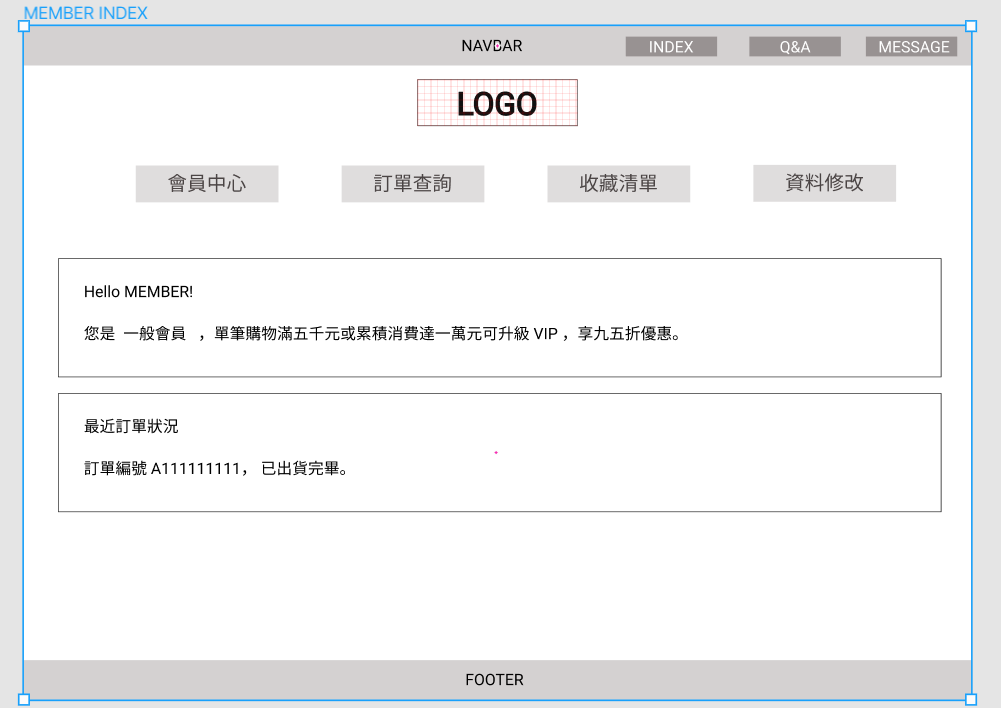 MEMBER INDEX
NAVBAR INDEX Q&A MESSAGE
LOGO
會員中心 訂單查詢 收藏清單 資料修改
Hello MEMBER!
您是 一般會員 ，單筆購物滿五千元或累積消費達一萬元可升級 VIP ，享九五折優惠。
最近訂單狀況
訂單編號 A111111111， 已出貨完畢。
FOOTER